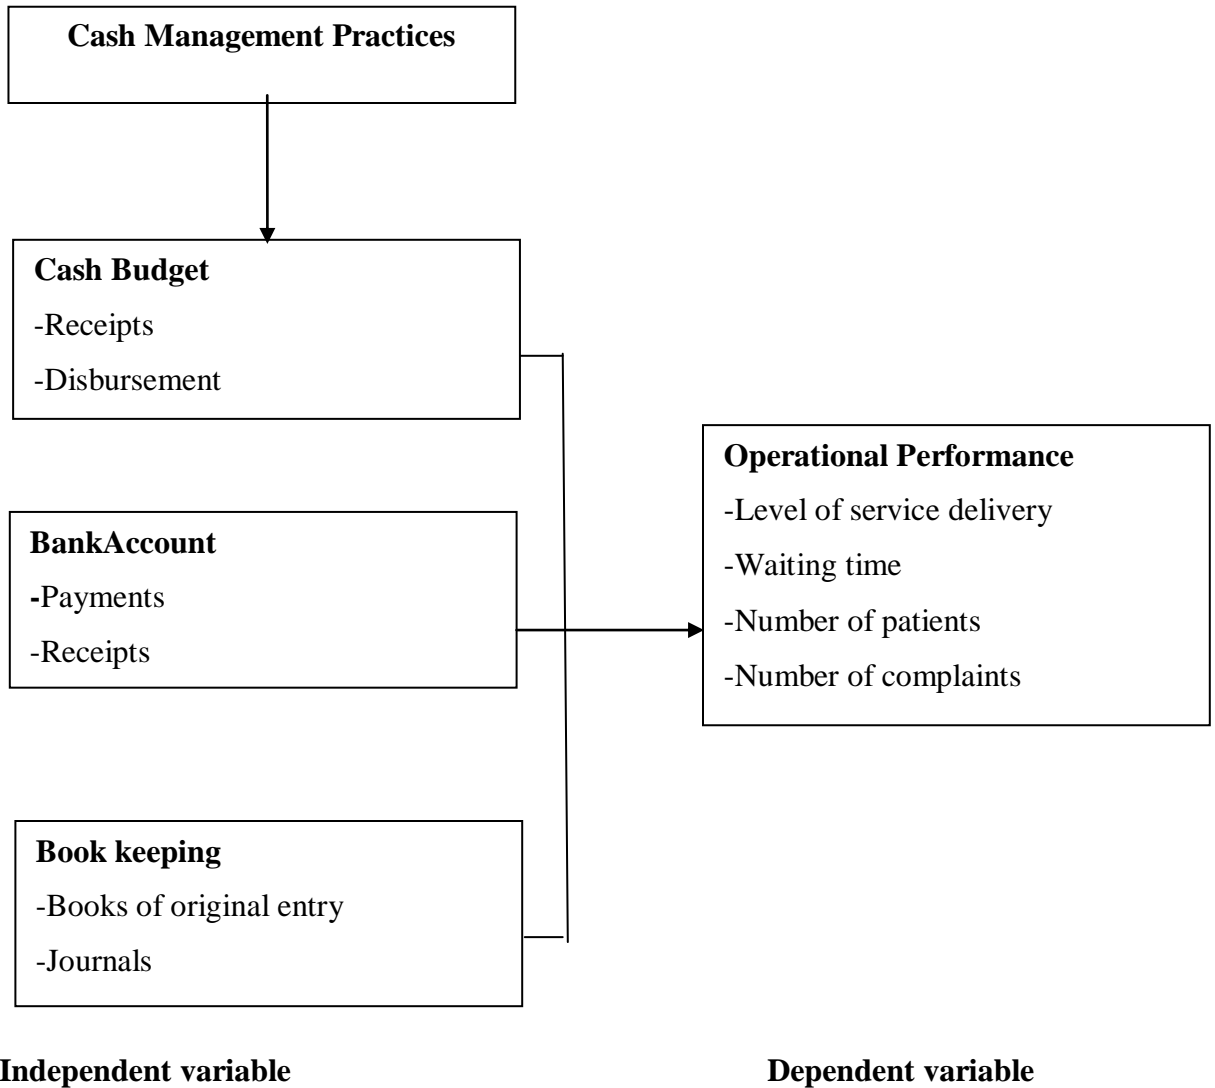 Cash Management Practices
Cash Budget
-Receipts
-Disbursement
BankAccount
-Payments
-Receipts
Book keeping
-Books of original entry
-Journals
Operational Performance
-Level of service delivery
-Waiting time
-Number of patients
-Number of complaints
Independent variable
Dependent variable